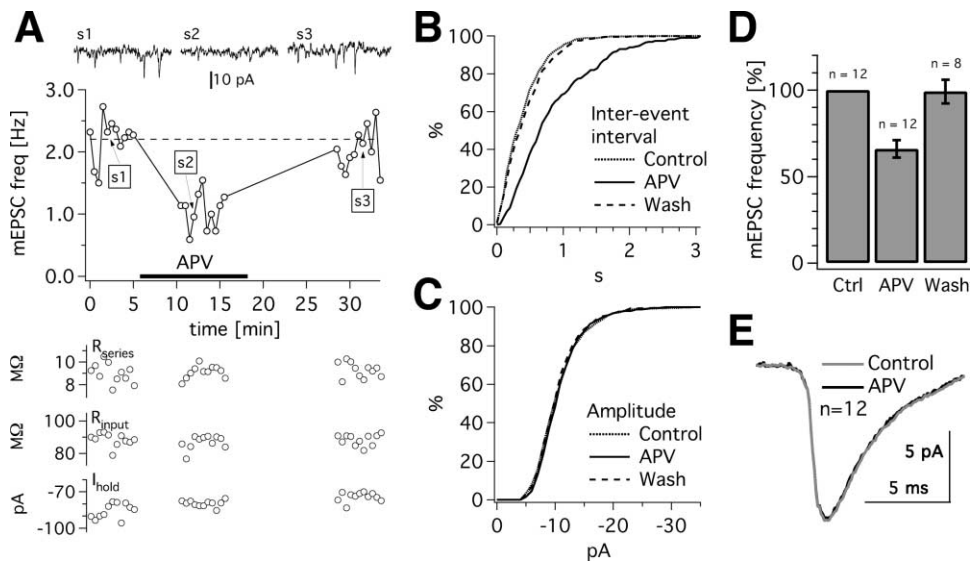 A
s1
s2
s3
10 pA
mEPSC freq [Hz]
3.0
2.0
1.0
0.0
s1
s2
s3
APV
0 5 10 15 20 25 30
time [min]
MΩ
10
8
Rseries
MΩ
100
80
Rinput
pA
-70
-100
Ihold
B
%
100
80
60
40
20
0
Inter-event
interval
Control
APV
Wash
0 1 2 3
s
C
%
100
80
60
40
20
0
Amplitude
Control
APV
Wash
0 -10 -20 -30
pA
D
mEPSC frequency [%]
100
50
0
n = 12
n = 12
n = 8
Ctrl APV Wash
E
Control
APV
n=12
5 pA
5 ms